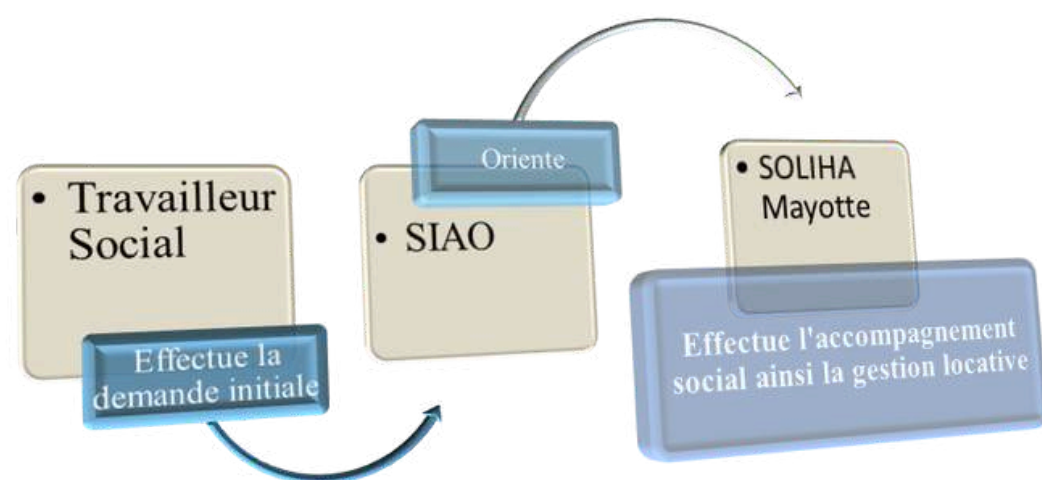 • Travailleur
Social
Effectue la
demande initiale
Oriente
• SIAO
• SOLIHA
Mayotte
Effectue l'accompagnement
social ainsi la gestion locative